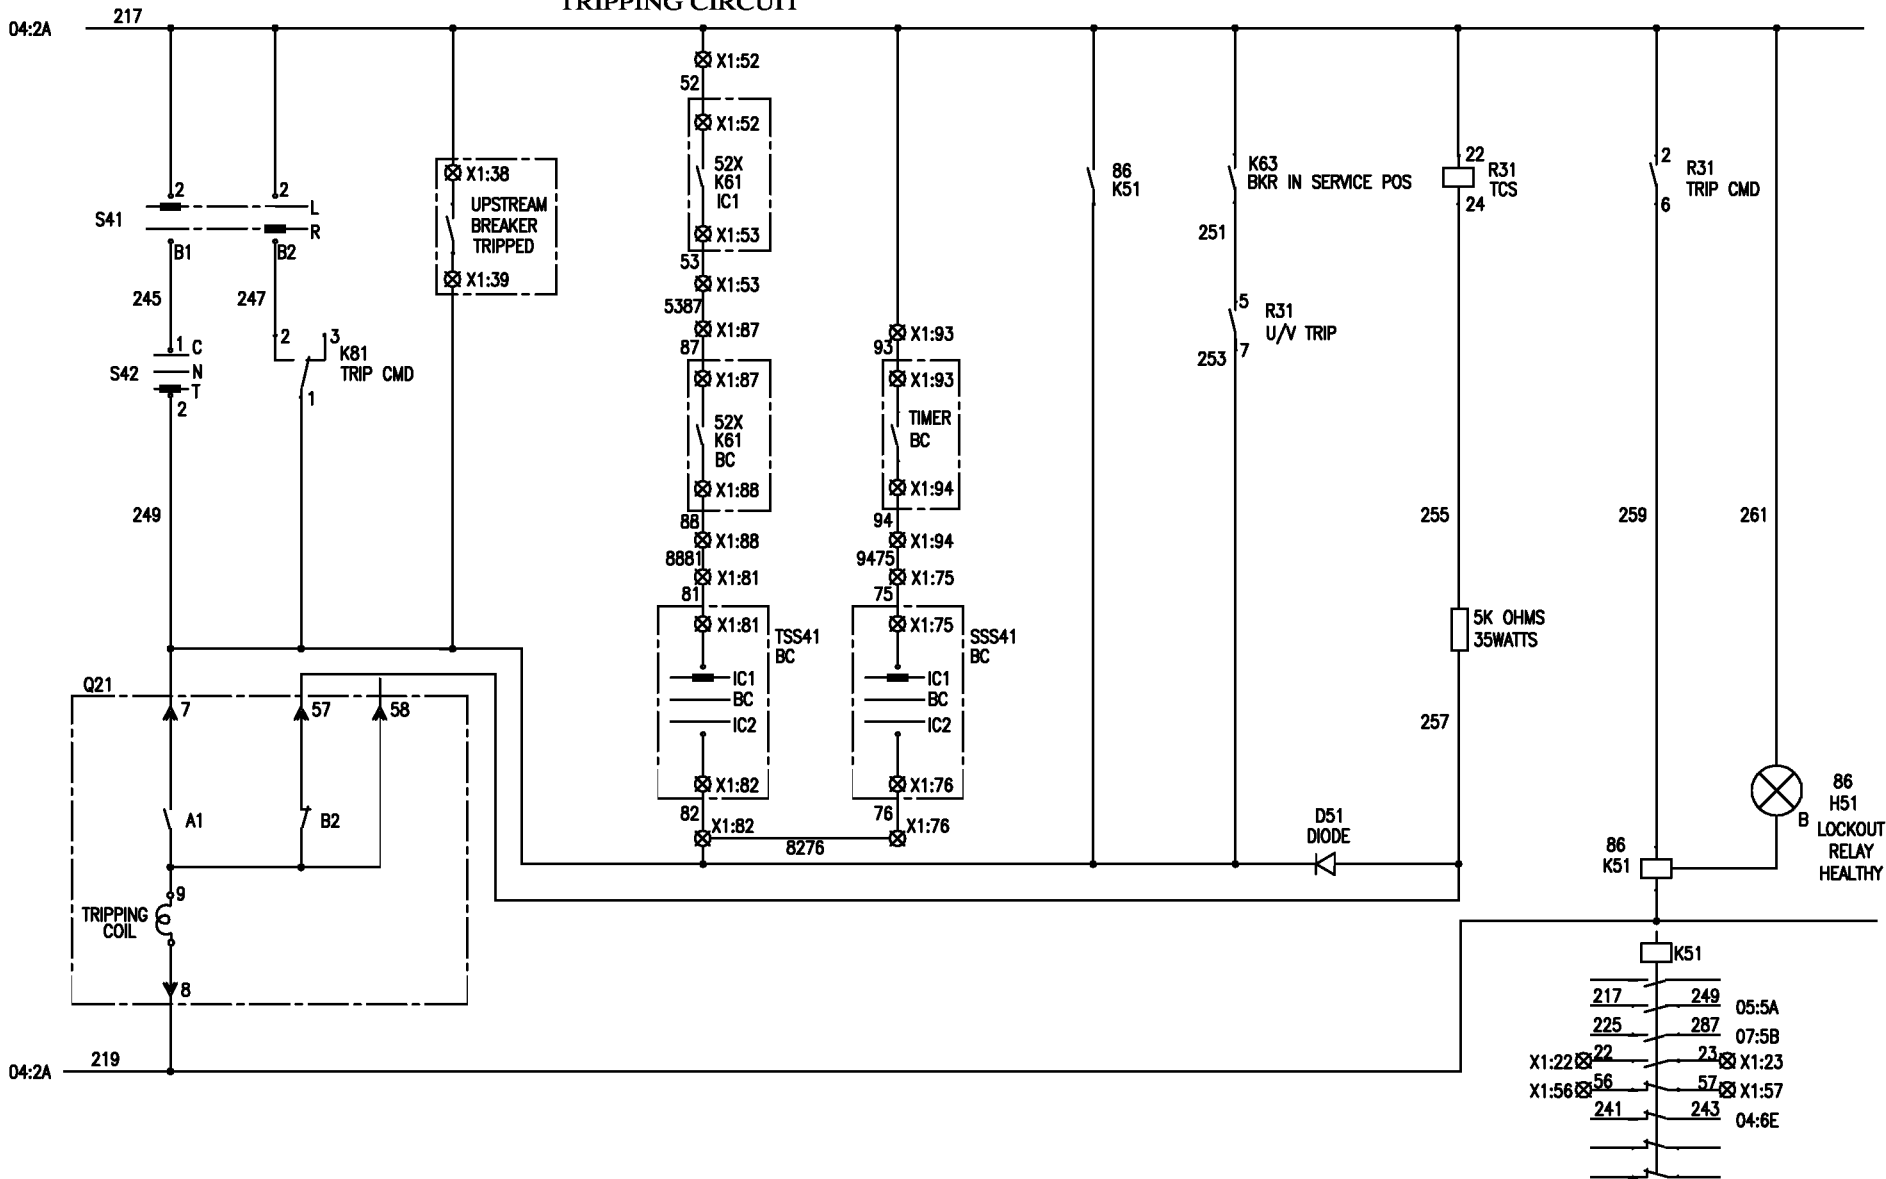 TRIPPING CIRCUIT
04:2A
217
X1:52
52
X1:52
52X
K61
IC1
X1:53
53
X1:53
5387
X1:87
87
X1:87
52X
K61
BC
X1:88
88
X1:88
8881
X1:81
81
X1:81
TSS41
BC
IC1
BC
IC2
X1:82
82
X1:82
8276
S41
2
2
L
R
B1
B2
245
247
1
C
N
T
S42
2
2
3
K81
TRIP CMD
1
249
X1:38
UPSTREAM
BREAKER
TRIPPED
X1:39
X1:93
93
X1:93
TIMER
BC
X1:94
94
X1:94
9475
X1:75
75
X1:75
SSS41
BC
IC1
BC
IC2
X1:76
76
X1:76
86
K51
K63
BKR IN SERVICE POS
251
5
R31
U/V TRIP
253
7
22
R31
TCS
24
255
5K OHMS
35WATTS
257
D51
DIODE
2
R31
TRIP CMD
6
259
261
86
H51
B
LOCKOUT
RELAY
HEALTHY
86
K51
Q21
7
57
58
A1
B2
9
TRIPPING
COIL
8
04:2A
219
K51
217
249
05:5A
225
287
07:5B
X1:22
22
23
X1:23
X1:56
56
57
X1:57
241
243
04:6E